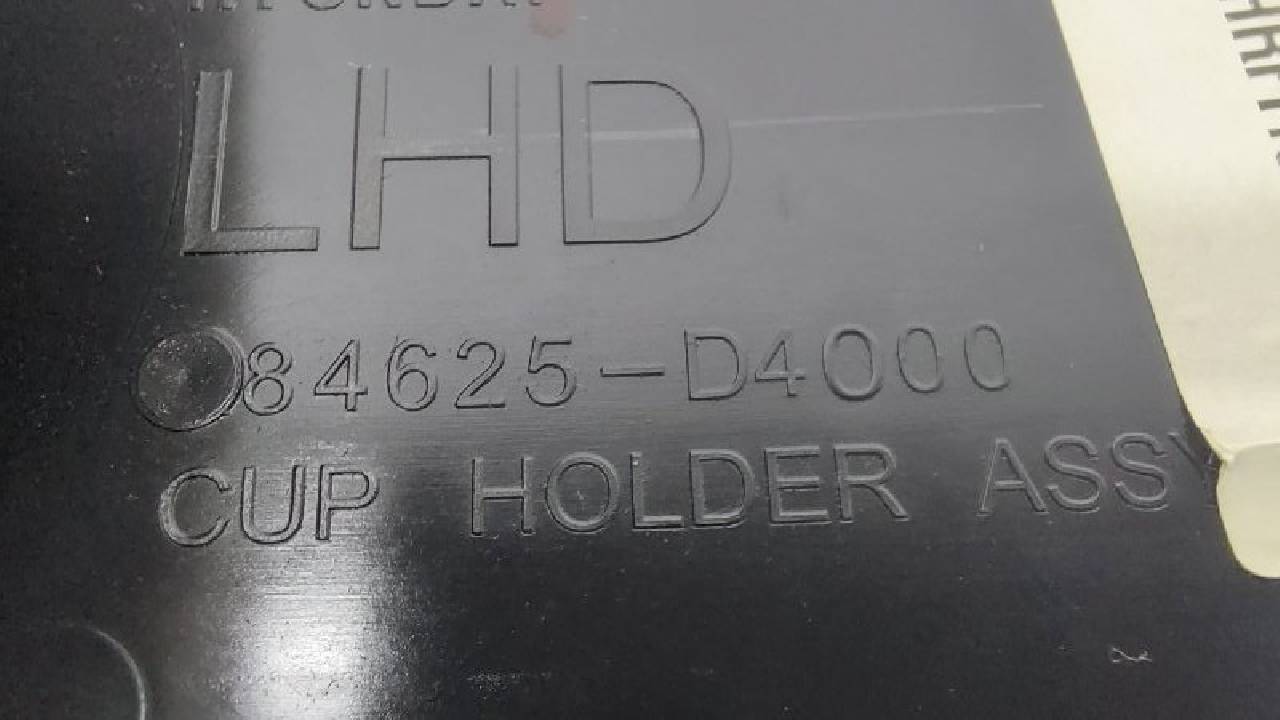 LHD
84625-D4000
CUP HOLDER ASSY